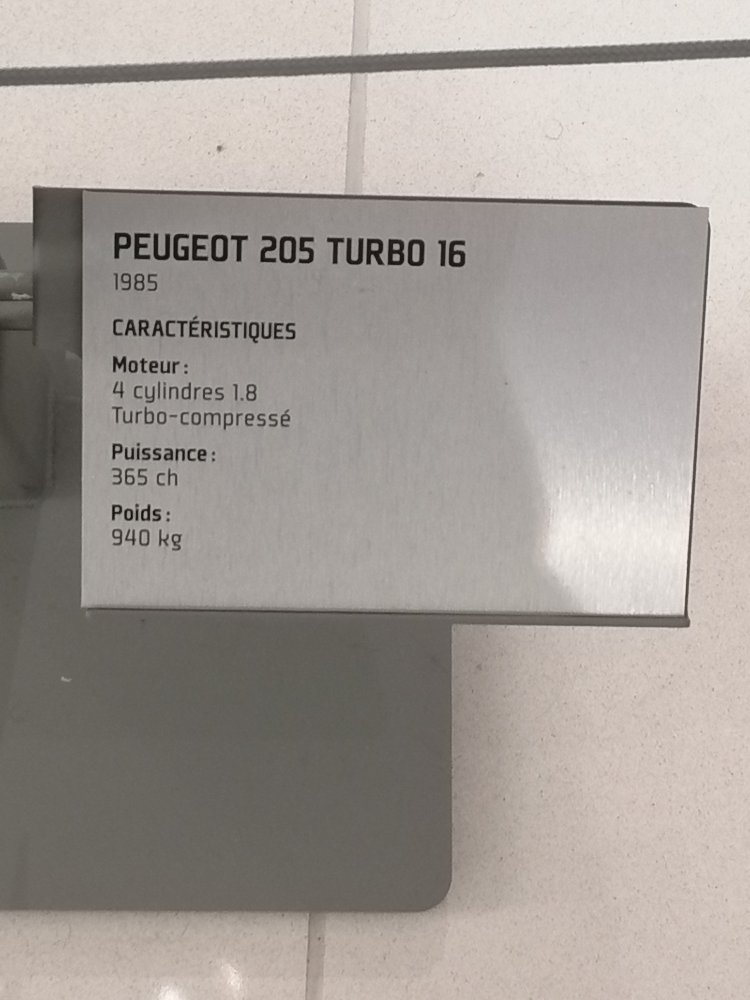 PEUGEOT 205 TURBO 16
1985
CARACTÉRISTIQUES
Moteur :
4 cylindres 1.8
Turbo-compressé
Puissance :
365 ch
Poids :
940 kg